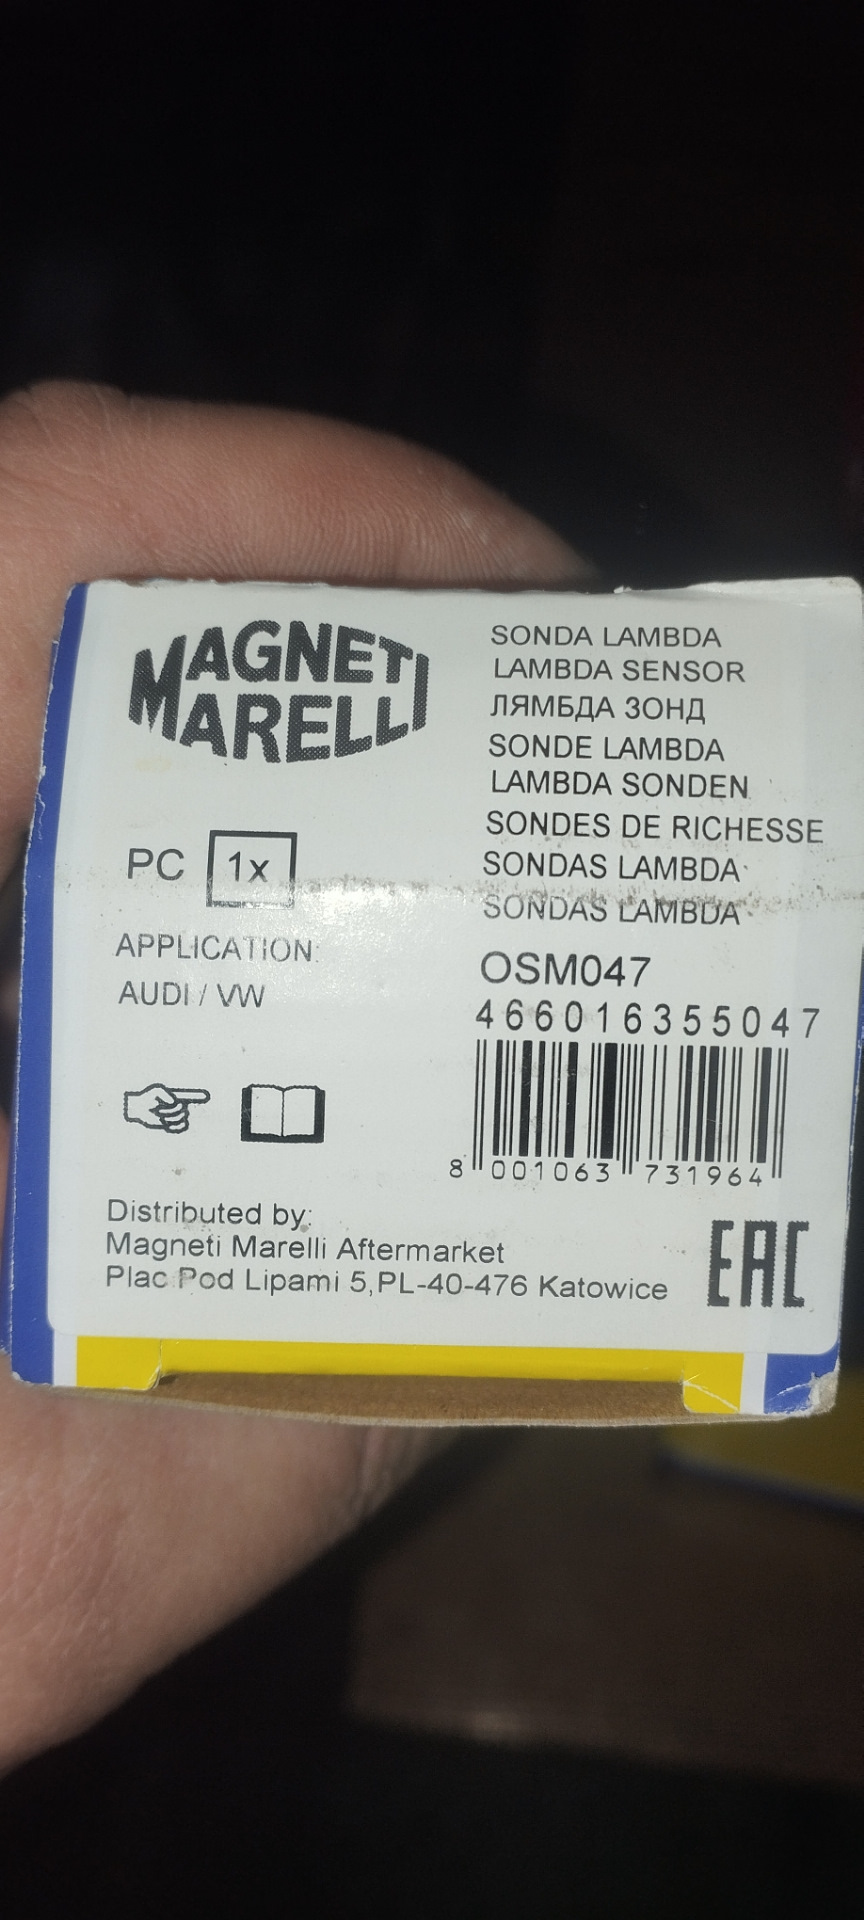 MAGNETI
MARELLI
SONDA LAMBDA
LAMBDA SENSOR
ЛЯМБДА ЗОНД
SONDE LAMBDA
LAMBDA SONDEN
SONDES DE RICHESSE
SONDAS LAMBDA
SONDAS LAMBDA
PC 1x
APPLICATION:
AUDI / VW
OSM047
466016355047
8 001063 731964
Distributed by:
Magneti Marelli Aftermarket
Plac Pod Lipami 5,PL-40-476 Katowice
EAC